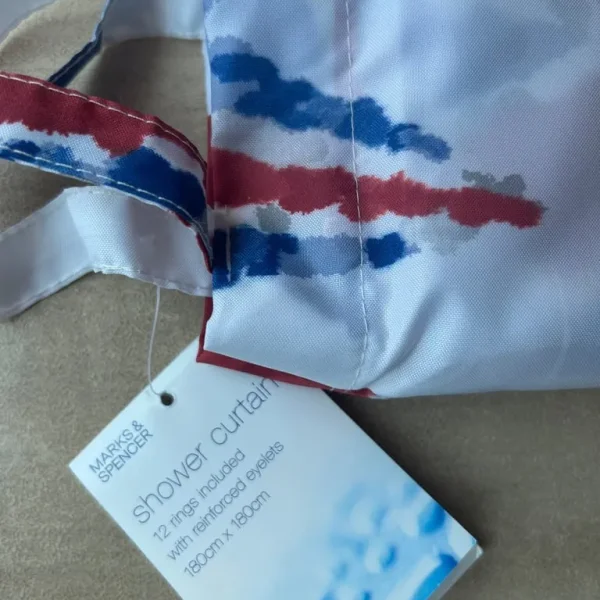 MARKS &
SPENCER
shower curtain
12 rings included
with reinforced eyelets
180cm x 180cm